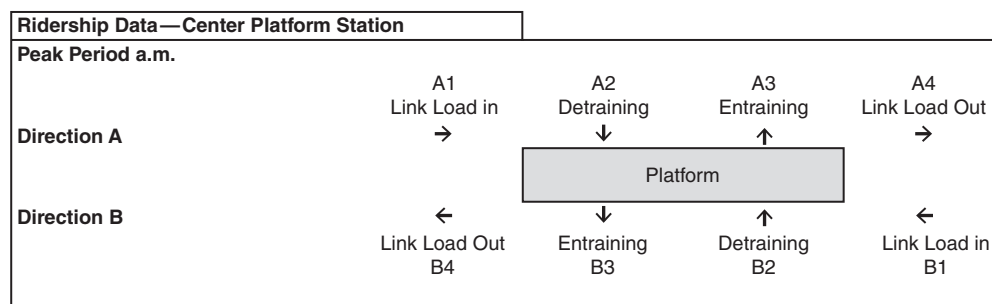 Ridership Data—Center Platform Station
Peak Period a.m.
A1 A2 A3 A4
Link Load in Detraining Entraining Link Load Out
Direction A → ↓ ↑ →
Platform
Direction B ← ↓ ↑ ←
Link Load Out Entraining Detraining Link Load in
B4 B3 B2 B1